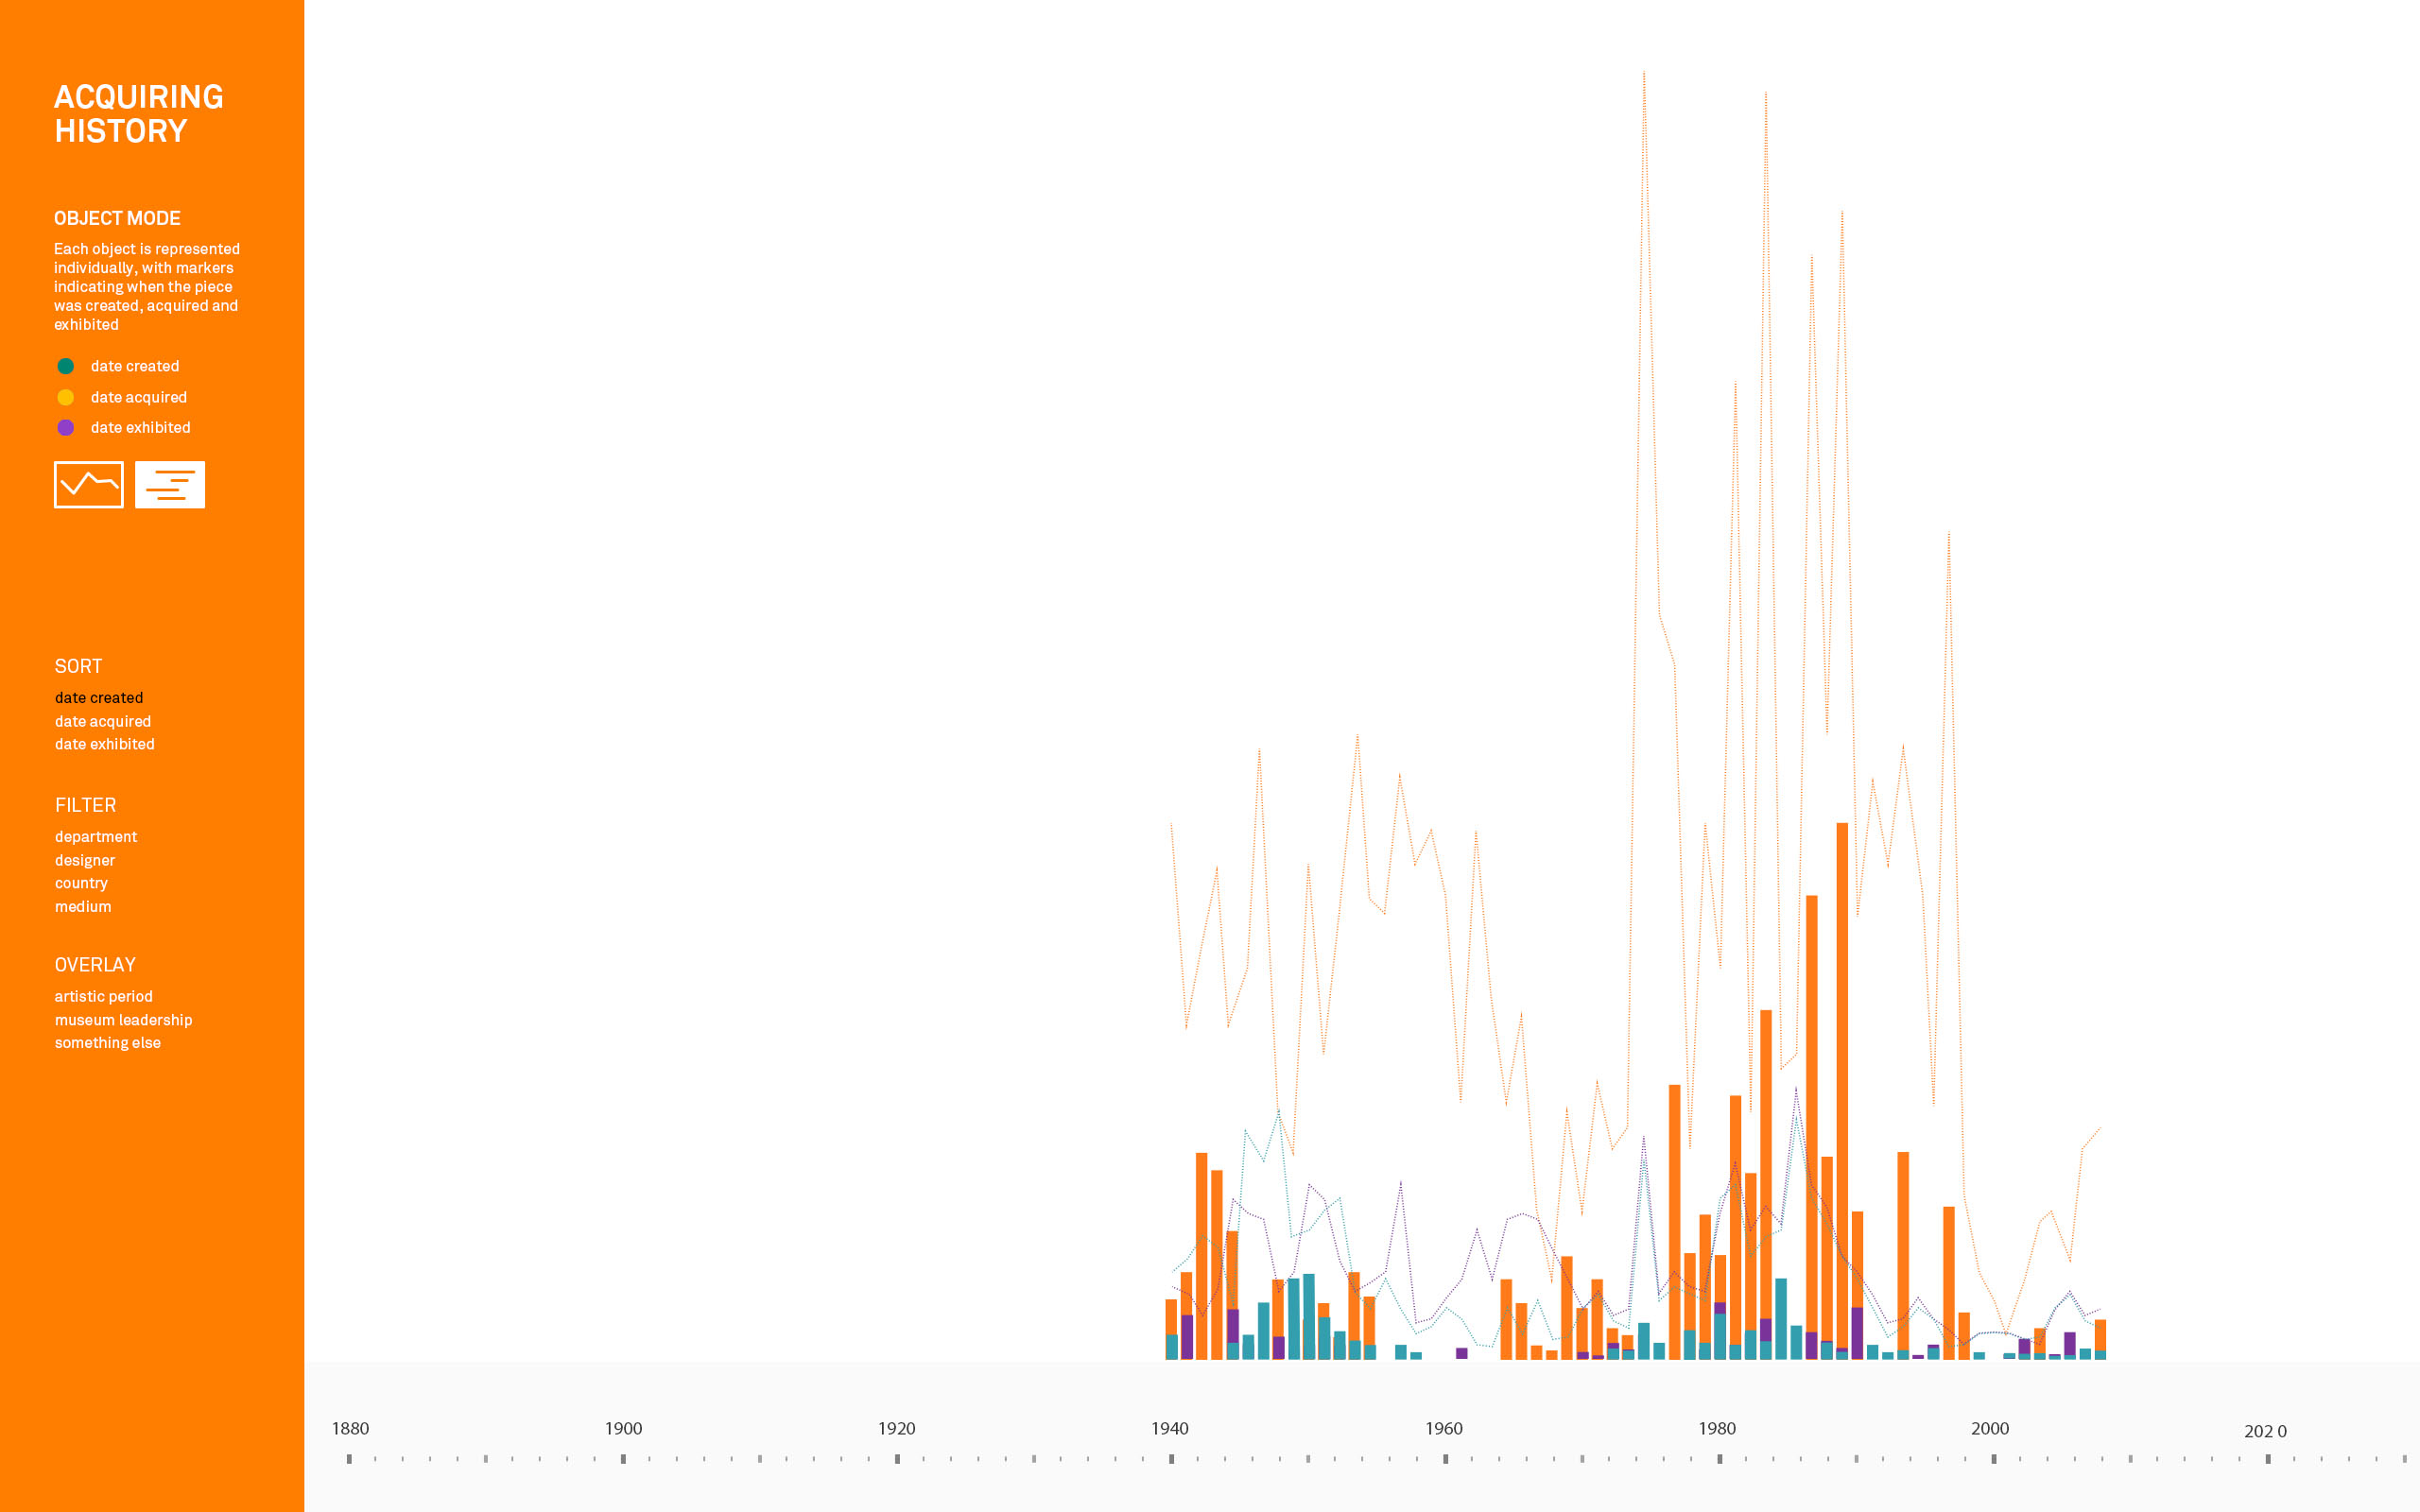 ACQUIRING
HISTORY
OBJECT MODE
Each object is represented
individually, with markers
indicating when the piece
was created, acquired and
exhibited
date created
date acquired
date exhibited
SORT
date created
date acquired
date exhibited
FILTER
department
designer
country
medium
OVERLAY
artistic period
museum leadership
something else
1880 1900 1920 1940 1960 1980 2000 202 0